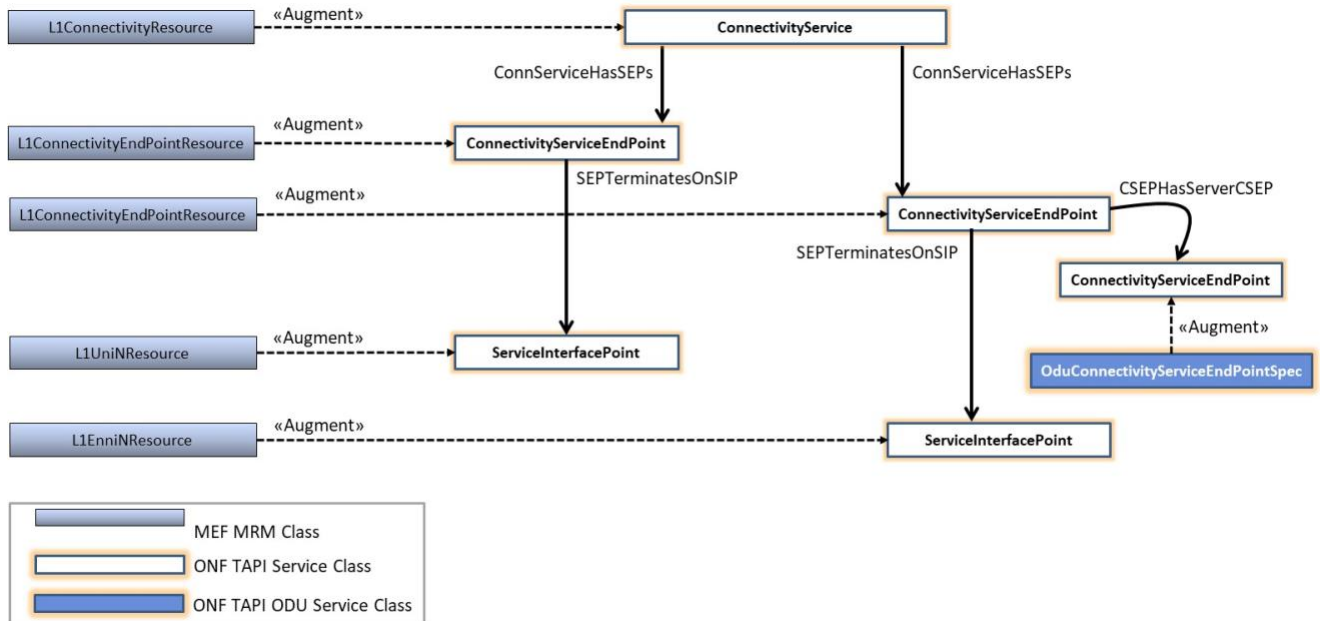 L1ConnectivityResource
«Augment»
ConnectivityService
ConnServiceHasSEPs
ConnServiceHasSEPs
L1ConnectivityEndPointResource
«Augment»
ConnectivityServiceEndPoint
SEPTerminatesOnSIP
L1ConnectivityEndPointResource
«Augment»
ConnectivityServiceEndPoint
CSEPHasServerCSEP
SEPTerminatesOnSIP
ConnectivityServiceEndPoint
«Augment»
OduConnectivityServiceEndPointSpec
L1UniNResource
«Augment»
ServiceInterfacePoint
L1EnniNResource
«Augment»
ServiceInterfacePoint
MEF MRM Class
ONF TAPI Service Class
ONF TAPI ODU Service Class